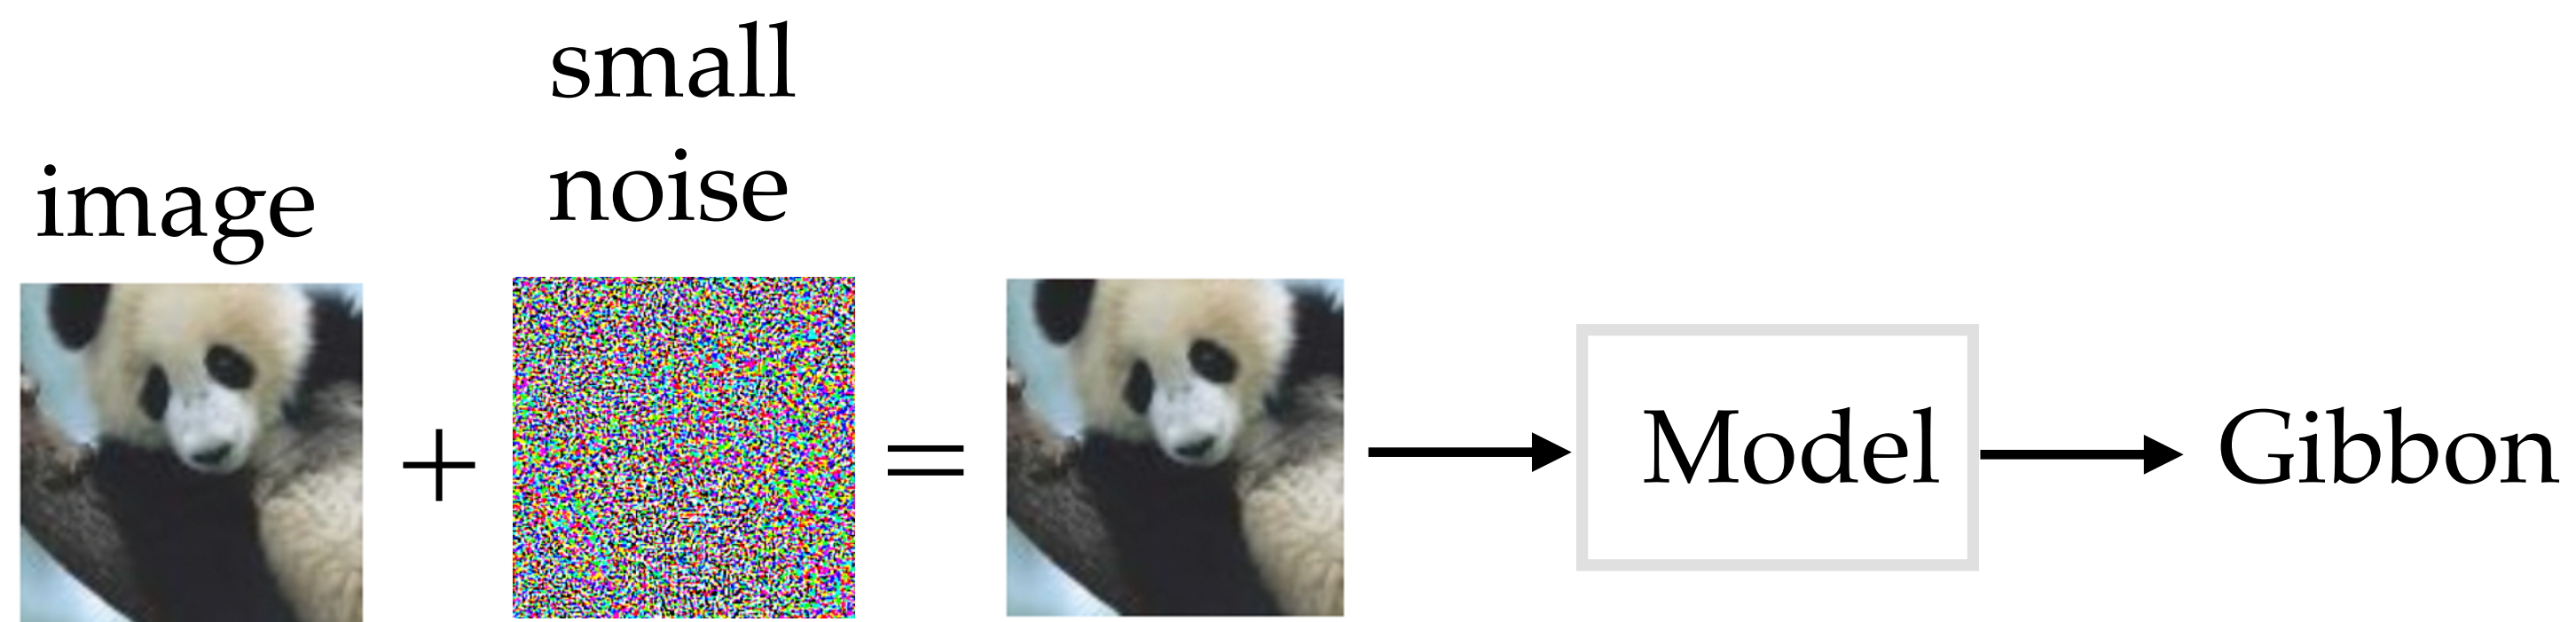 image
small
noise
+
=
Model
Gibbon